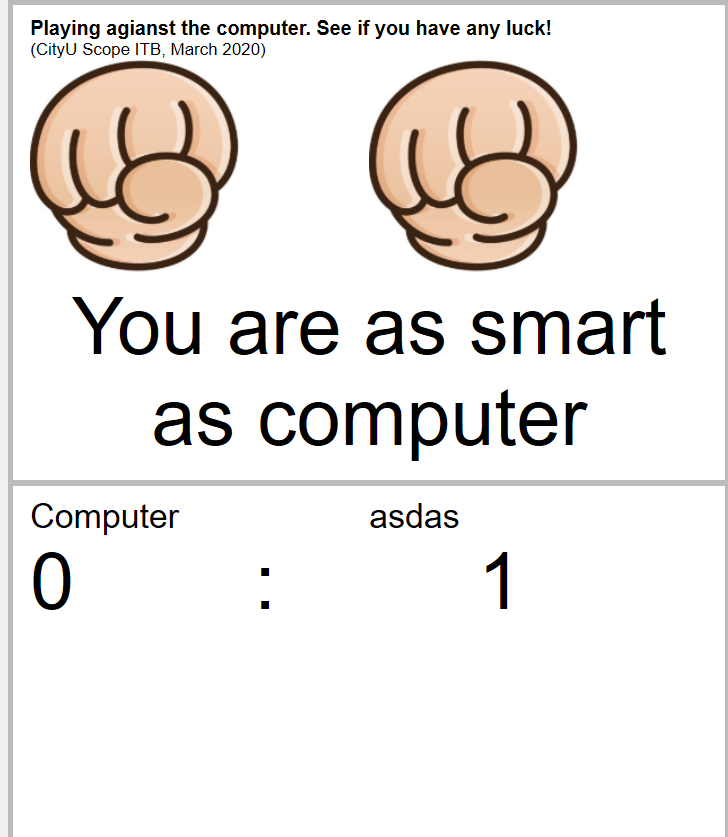 Playing agianst the computer. See if you have any luck!
(CityU Scope ITB, March 2020)
You are as smart
as computer
Computer asdas
0 : 1